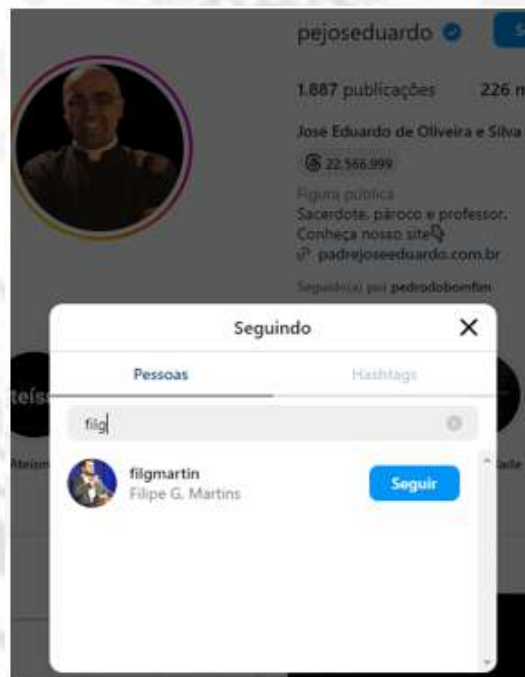 pejoseduardo
1.887 publicações 226 m
José Eduardo de Oliveira e Silva
22.566.999
Figura pública
Sacerdote, pároco e professor.
Conheça nosso site
padrejoseeduardo.com.br
Seguido(a) por pedrodobomfim
Seguindo
Pessoas Hashtags
filg
filgmartin
Filipe G. Martins
Seguir